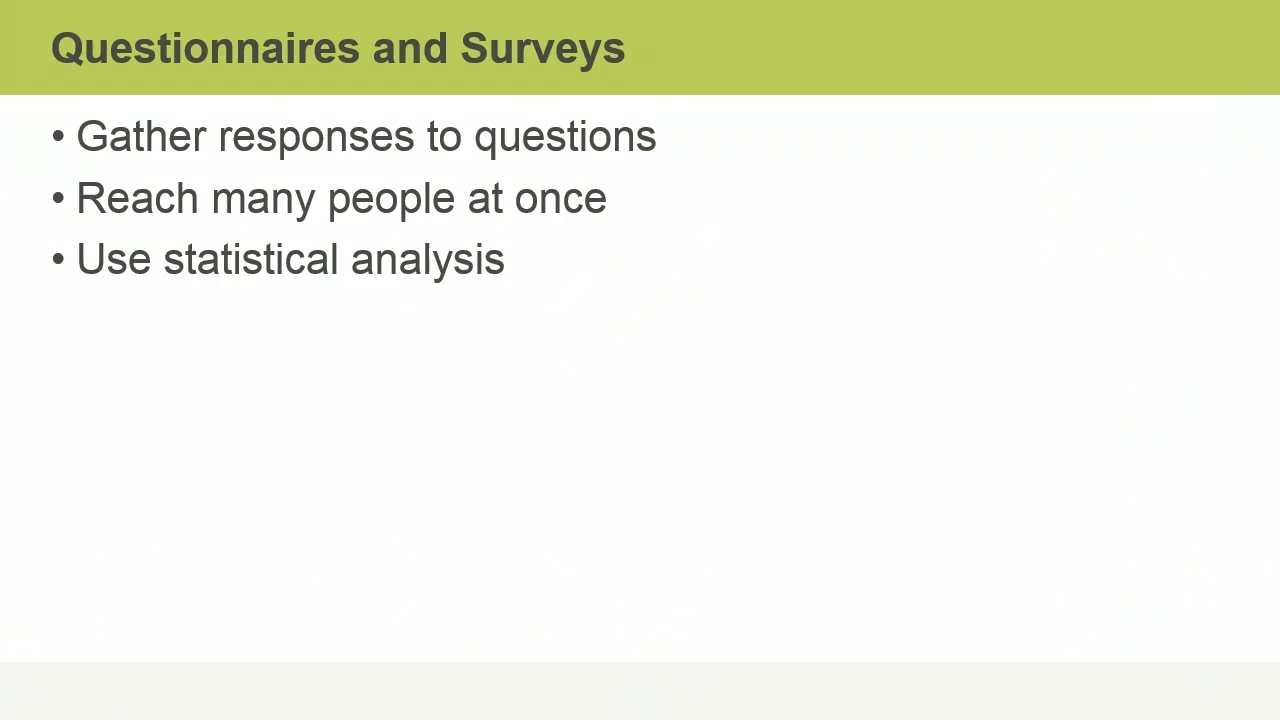 Questionnaires and Surveys
• Gather responses to questions
• Reach many people at once
• Use statistical analysis